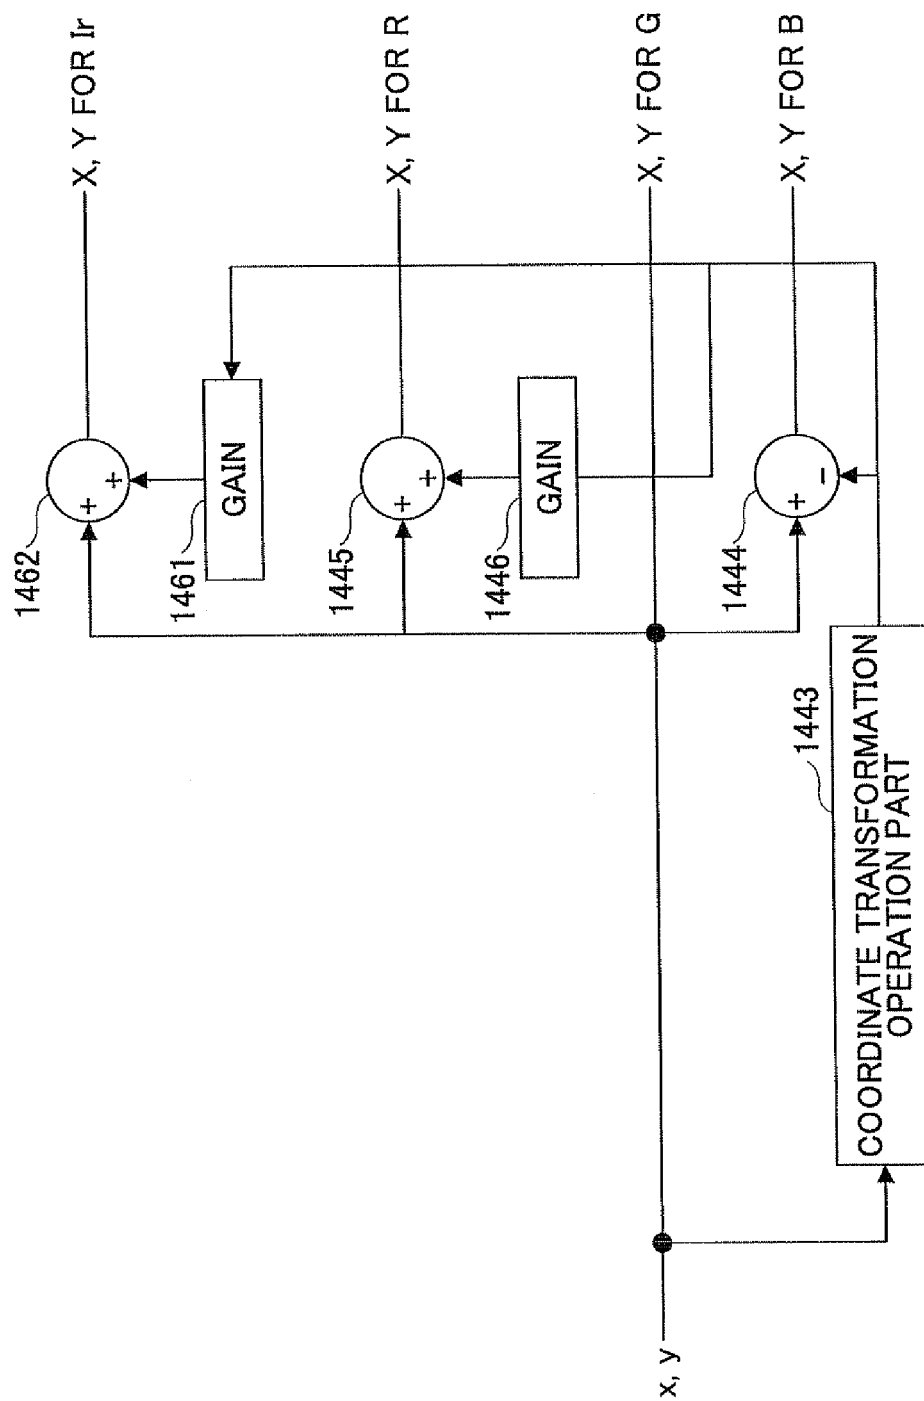 X, Y FOR Ir
X, Y FOR R
X, Y FOR G
X, Y FOR B
1462
+
+
1461
GAIN
1445
+
+
1446
GAIN
1444
+
−
1443
COORDINATE TRANSFORMATION
OPERATION PART
x, y